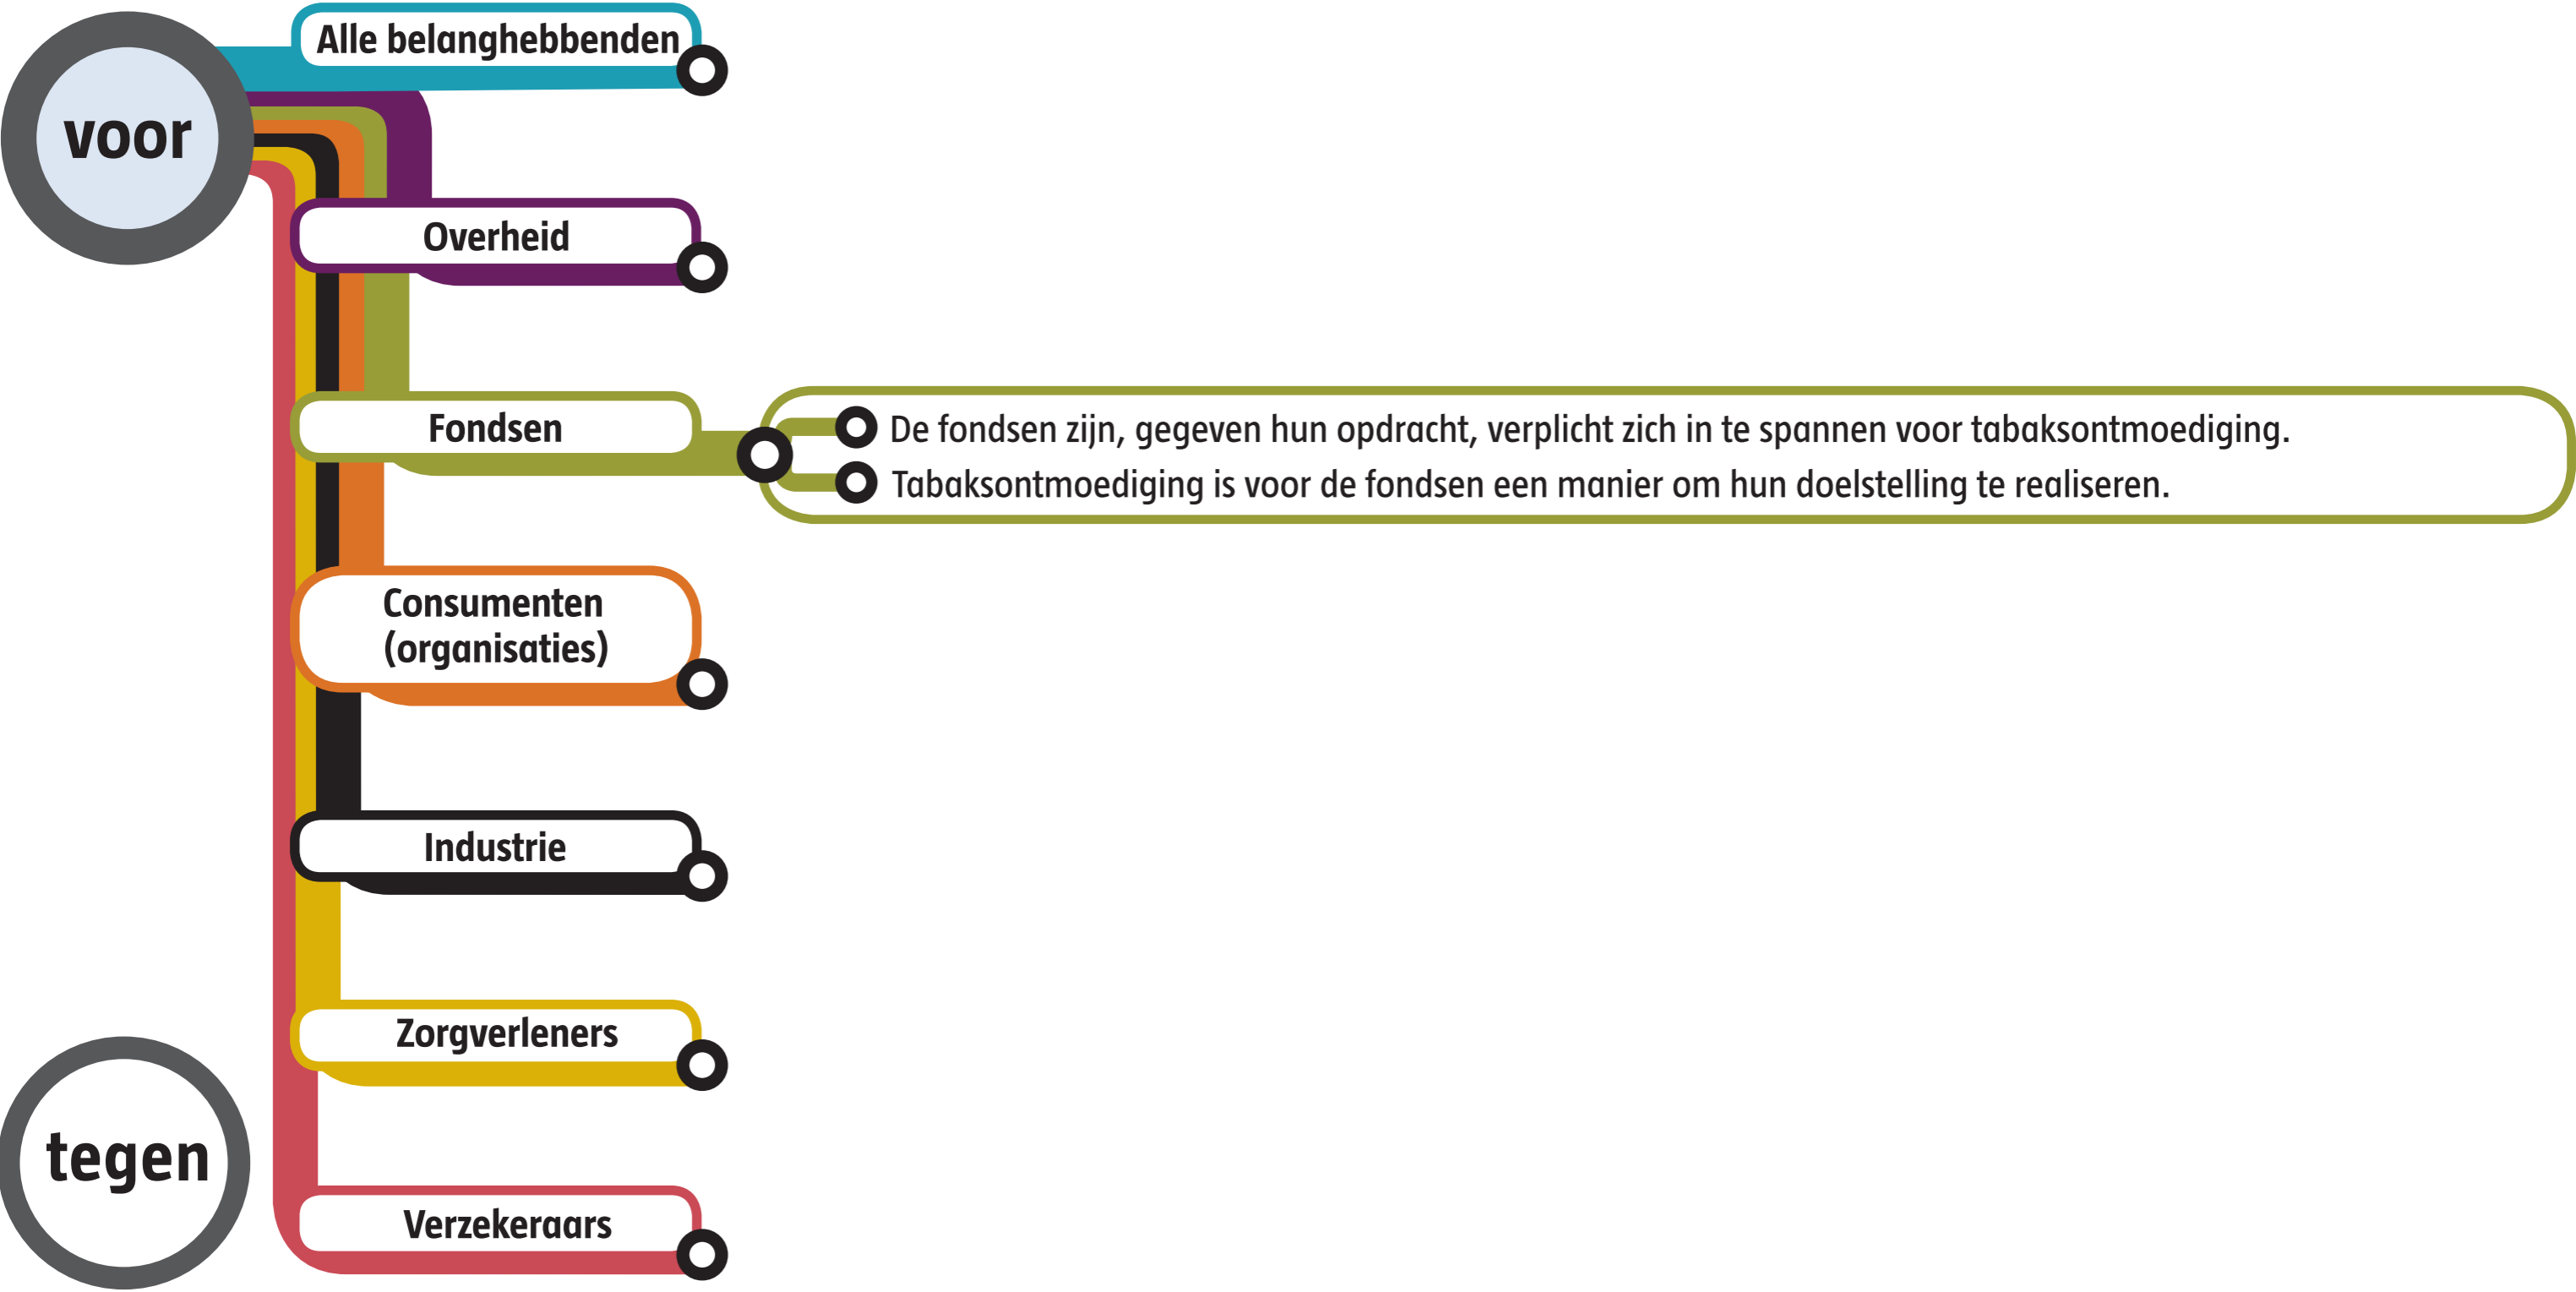 voor
Alle belanghebbenden
Overheid
Fondsen
De fondsen zijn, gegeven hun opdracht, verplicht zich in te spannen voor tabaksontmoediging.
Tabaksontmoediging is voor de fondsen een manier om hun doelstelling te realiseren.
Consumenten
(organisaties)
Industrie
Zorgverleners
tegen
Verzekeraars